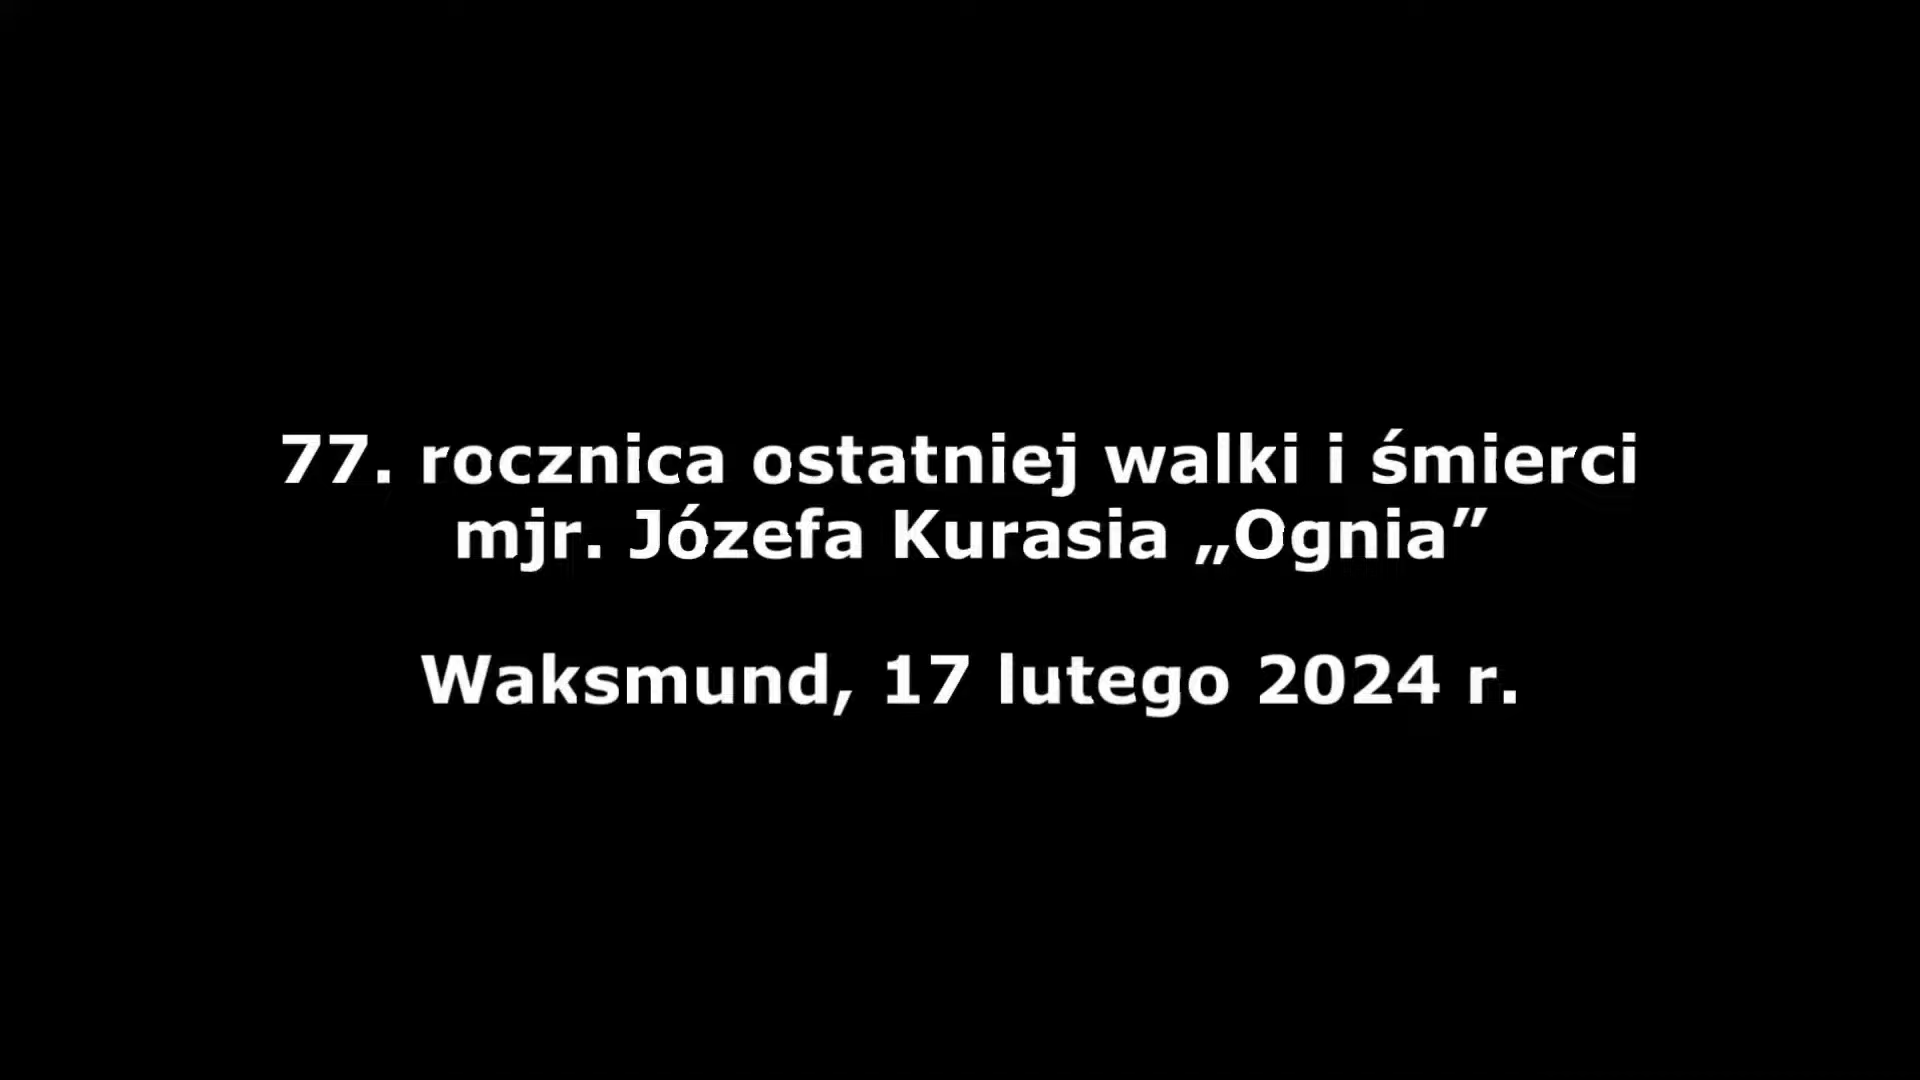 77. rocznica ostatniej walki i śmierci
mjr. Józefa Kurasia „Ognia”
Waksmund, 17 lutego 2024 r.